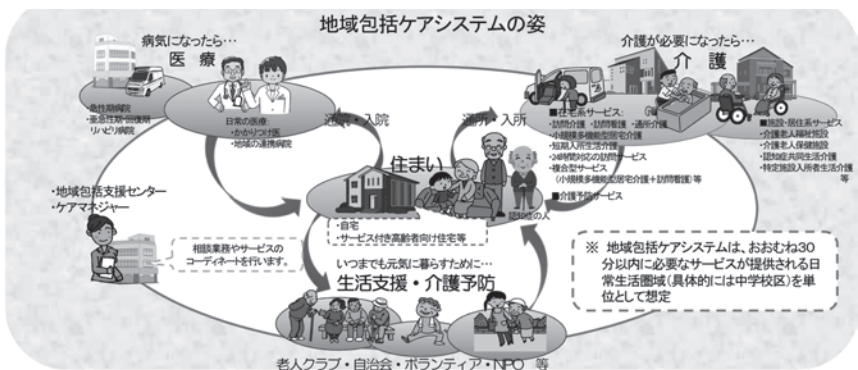 地域包括ケアシステムの姿
病気になったら…
医 療
・急性期病院
・亜急性期・回復期
リハビリ病院
日常の医療:
・かかりつけ医
・地域の連携病院
通院・入院
介護が必要になったら…
介 護
通所・入所
■在宅系サービス:
・訪問介護 ・訪問看護 ・通所介護
・小規模多機能型居宅介護
・短期入所生活介護
・24時間対応の訪問サービス
・複合型サービス
(小規模多機能型居宅介護+訪問看護)等
■介護予防サービス
■施設・居住系サービス
・介護老人福祉施設
・介護老人保健施設
・認知症共同生活介護
・特定施設入所者生活介護
等
住まい
・自宅
・サービス付き高齢者向け住宅等
認知症の人
・地域包括支援センター
・ケアマネジャー
相談業務やサービスの
コーディネートを行います。
いつまでも元気に暮らすために…
生活支援・介護予防
老人クラブ・自治会・ボランティア・NPO 等
※ 地域包括ケアシステムは、おおむね30
分以内に必要なサービスが提供される日
常生活圏域(具体的には中学校区)を単
位として想定